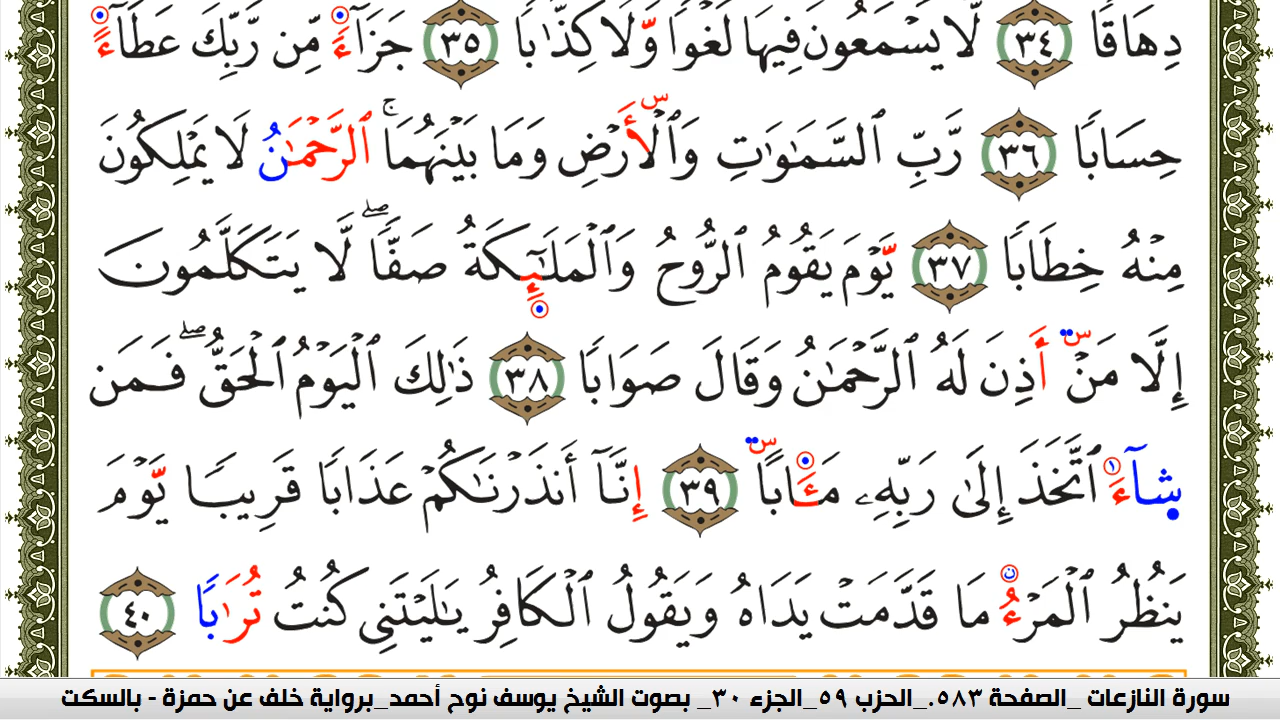 دِهَاقًا ٣٤ لَّا يَسْمَعُونَ فِيهَا لَغْوًا وَّلَا كِذَّٰبًا ٣٥ جَزَآءً مِّن رَّبِّكَ عَطَآءً
حِسَابًا ٣٦ رَّبِّ ٱلسَّمَٰوَٰتِ وَٱلْأَرْضِ وَمَا بَيْنَهُمَا ۚ ٱلرَّحْمَٰنُ لَا يَمْلِكُونَ
مِنْهُ خِطَابًا ٣٧ يَّوْمَ يَقُومُ ٱلرُّوحُ وَٱلْمَلَٰٓئِكَةُ صَفًّا ۖ لَّا يَتَكَلَّمُونَ
إِلَّا مَنْ أَذِنَ لَهُ ٱلرَّحْمَٰنُ وَقَالَ صَوَابًا ٣٨ ذَٰلِكَ ٱلْيَوْمُ ٱلْحَقُّ ۖ فَمَن
شَآءَ ٱتَّخَذَ إِلَىٰ رَبِّهِۦ مَـَٔابًا ٣٩ إِنَّآ أَنذَرْنَٰكُمْ عَذَابًا قَرِيبًا يَّوْمَ
يَنظُرُ ٱلْمَرْءُ مَا قَدَّمَتْ يَدَاهُ وَيَقُولُ ٱلْكَافِرُ يَٰلَيْتَنِى كُنتُ تُرَٰبًا ٤٠
سورة النازعات _الصفحة ٥٨٣._الحزب ٥٩_الجزء ٣٠_ بصوت الشيخ يوسف نوح أحمد_برواية خلف عن حمزة - بالسكت